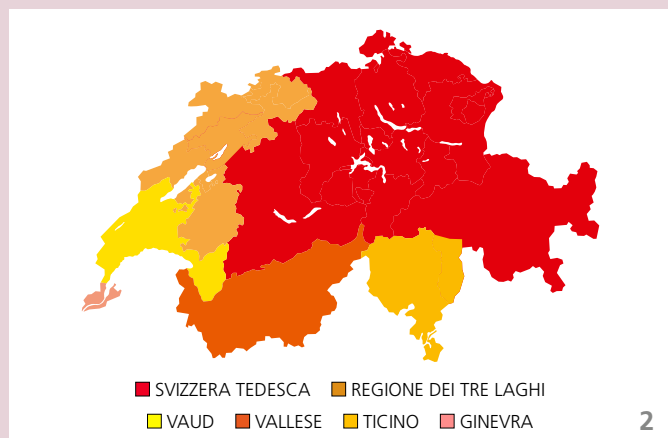 SVIZZERA TEDESCA REGIONE DEI TRE LAGHI
VAUD VALLESE TICINO GINEVRA
2